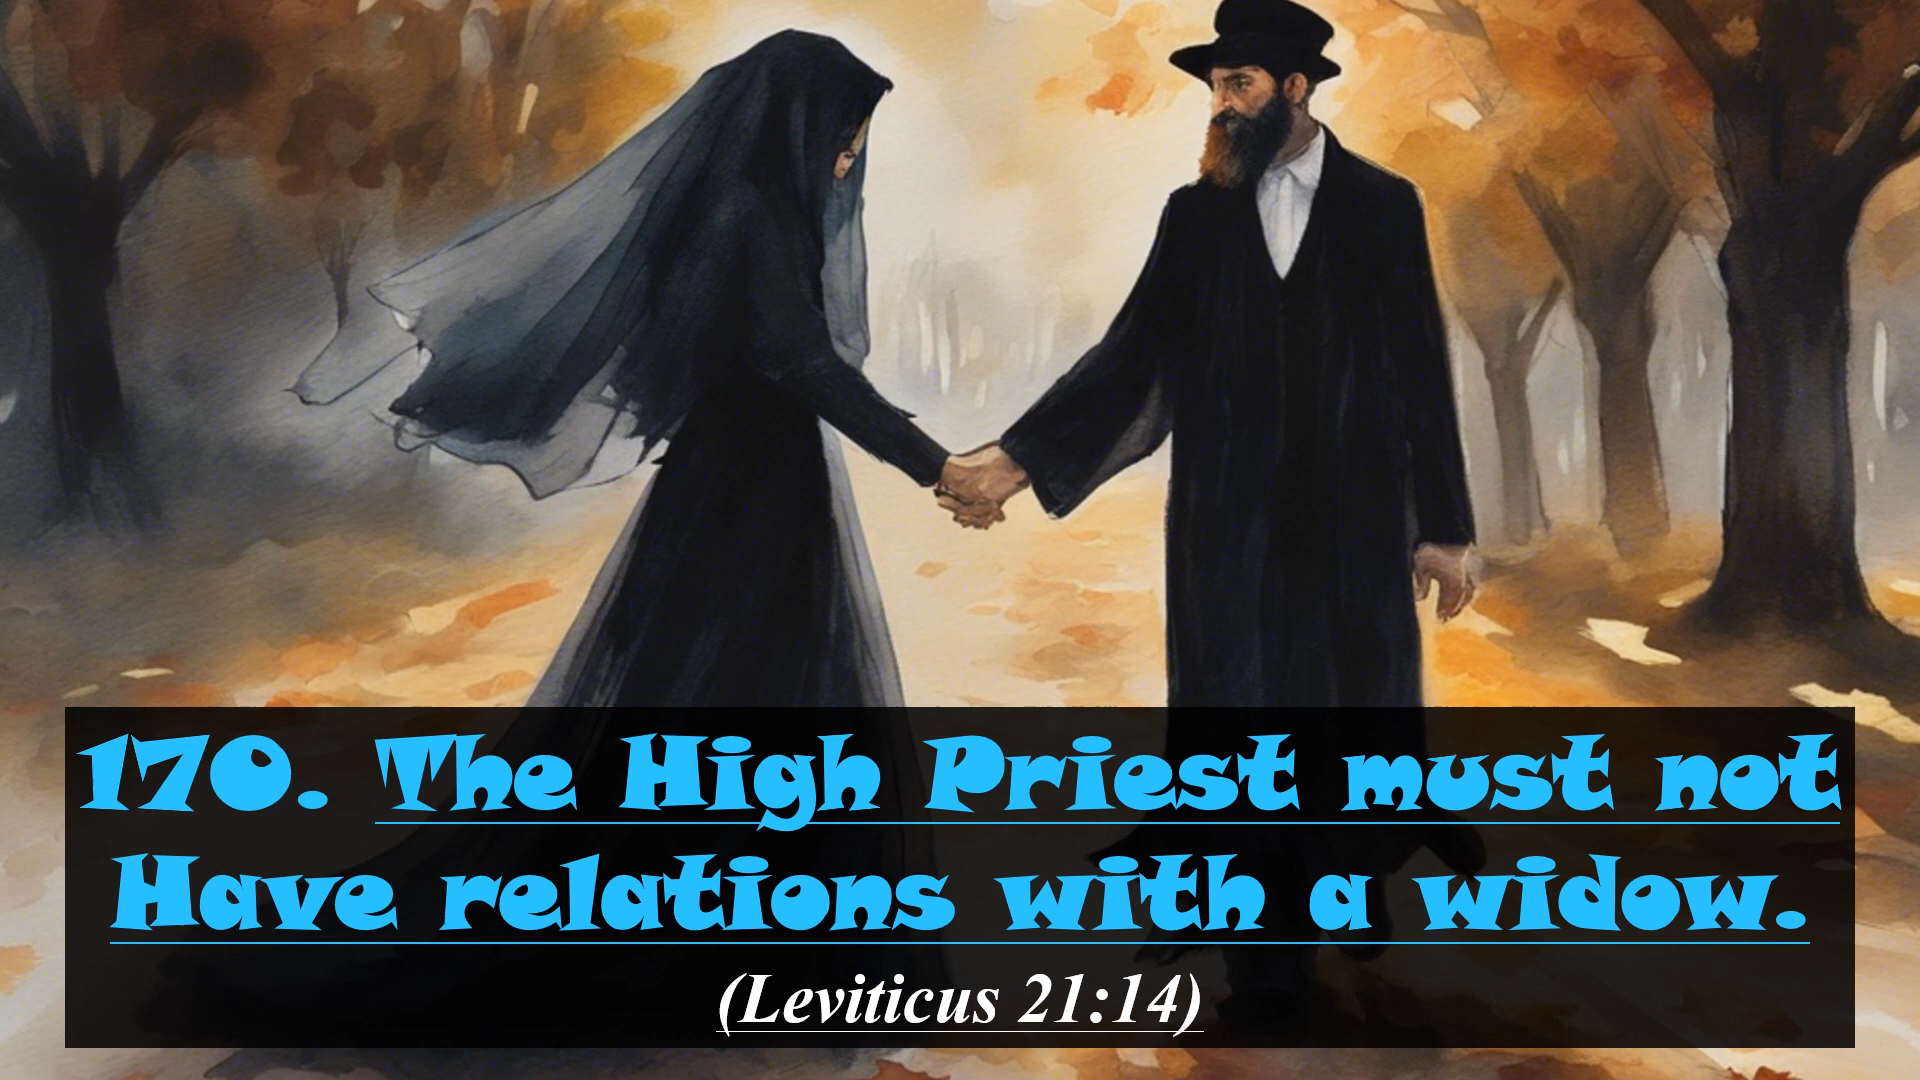 170. The High Priest must not
Have relations with a widow.
(Leviticus 21:14)